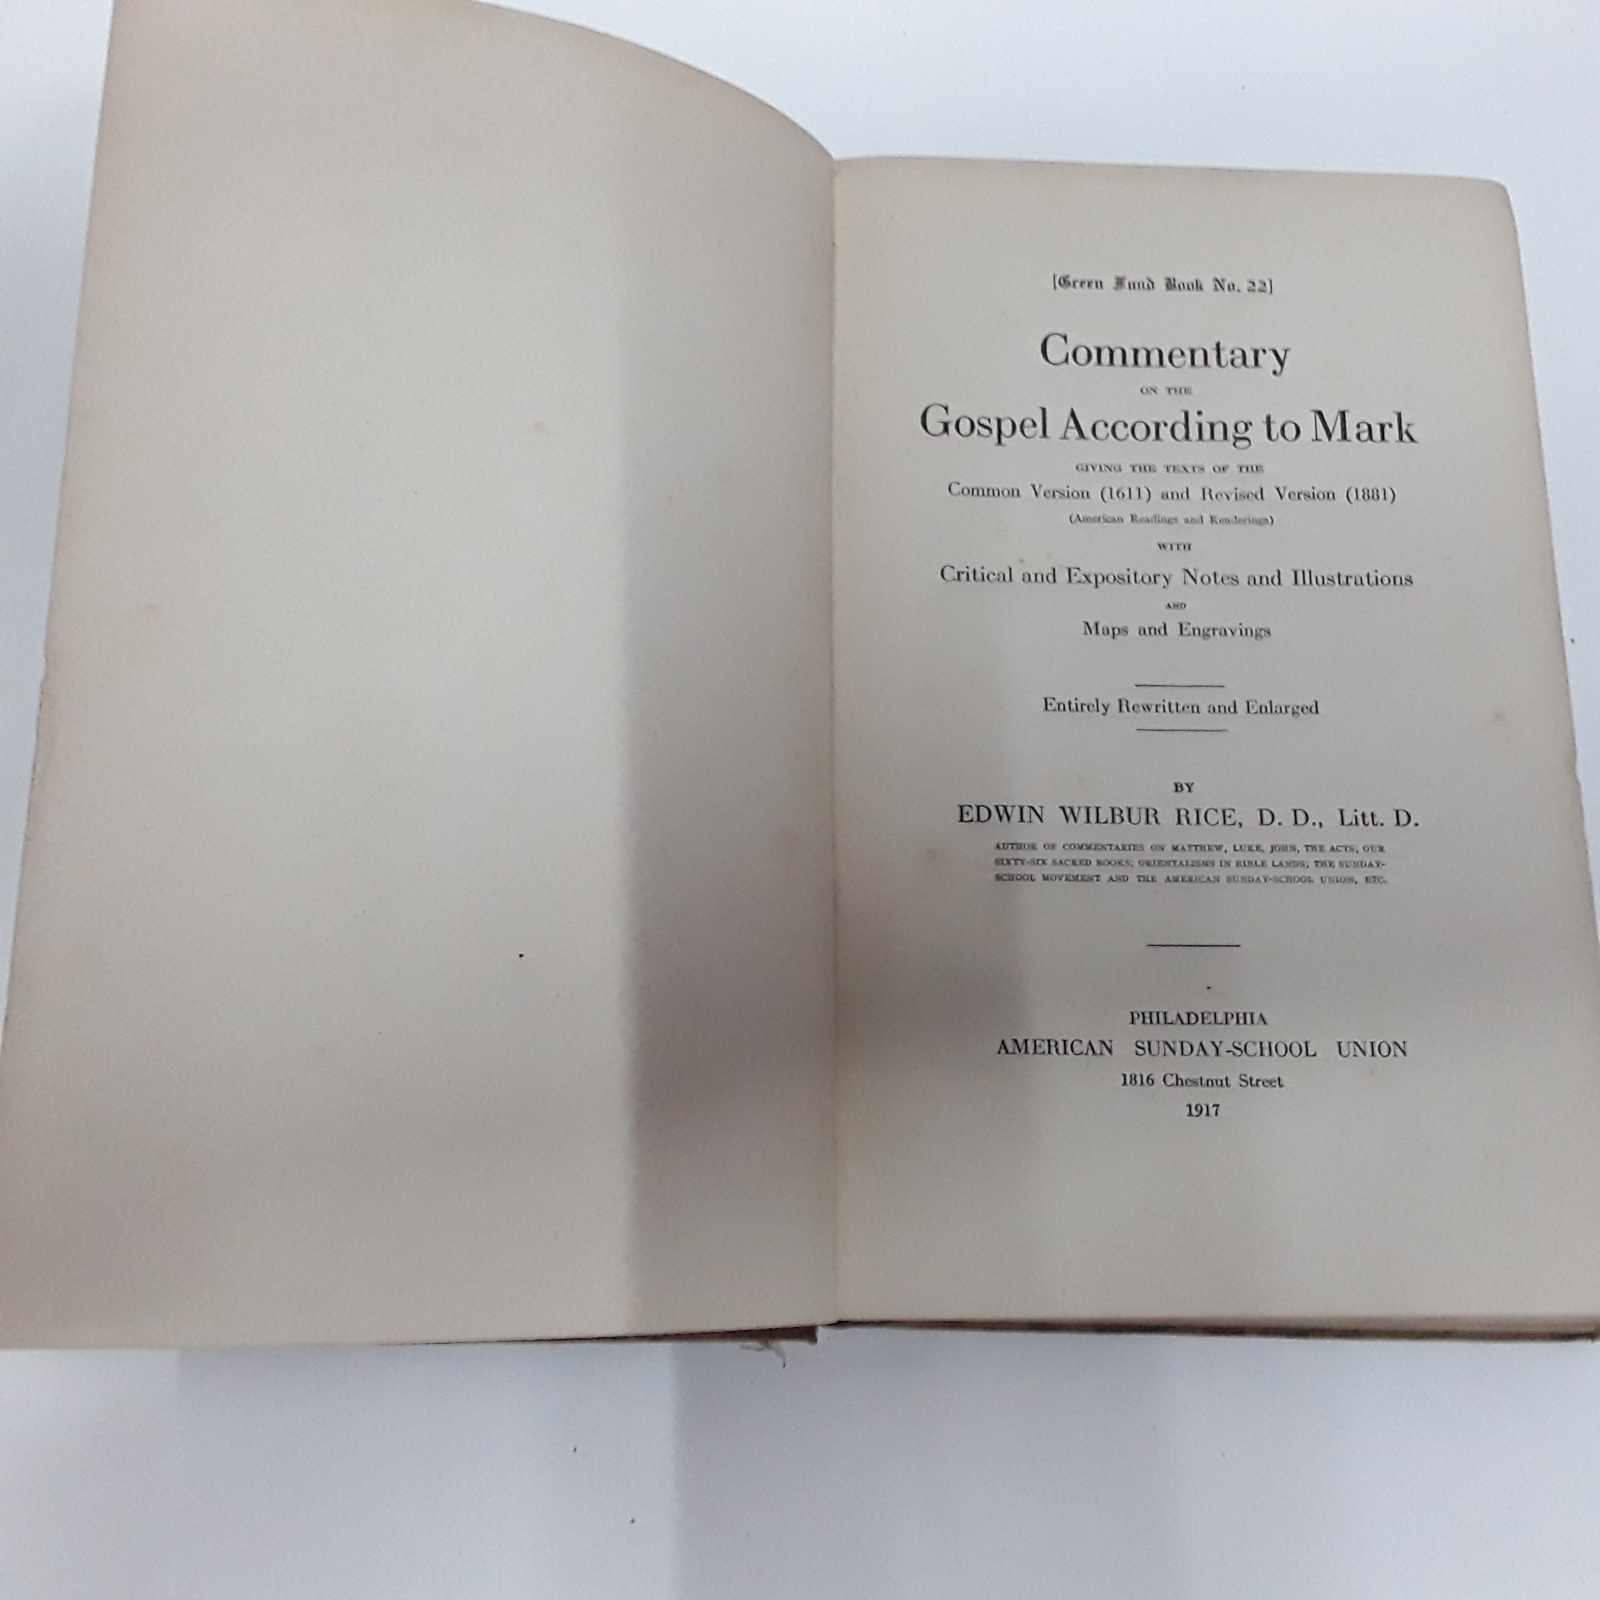 [Green Fund Book No. 22]
Commentary
ON THE
Gospel According to Mark
GIVING THE TEXTS OF THE
Common Version (1611) and Revised Version (1881)
(American Readings and Renderings)
WITH
Critical and Expository Notes and Illustrations
AND
Maps and Engravings
Entirely Rewritten and Enlarged
BY
EDWIN WILBUR RICE, D. D., Litt. D.
AUTHOR OF COMMENTARIES ON MATTHEW, LUKE, JOHN, THE ACTS; OUR
SIXTY-SIX SACRED BOOKS; ORIENTALISMS IN BIBLE LANDS; THE SUNDAY-
SCHOOL MOVEMENT AND THE AMERICAN SUNDAY-SCHOOL UNION, ETC.
PHILADELPHIA
AMERICAN SUNDAY-SCHOOL UNION
1816 Chestnut Street
1917